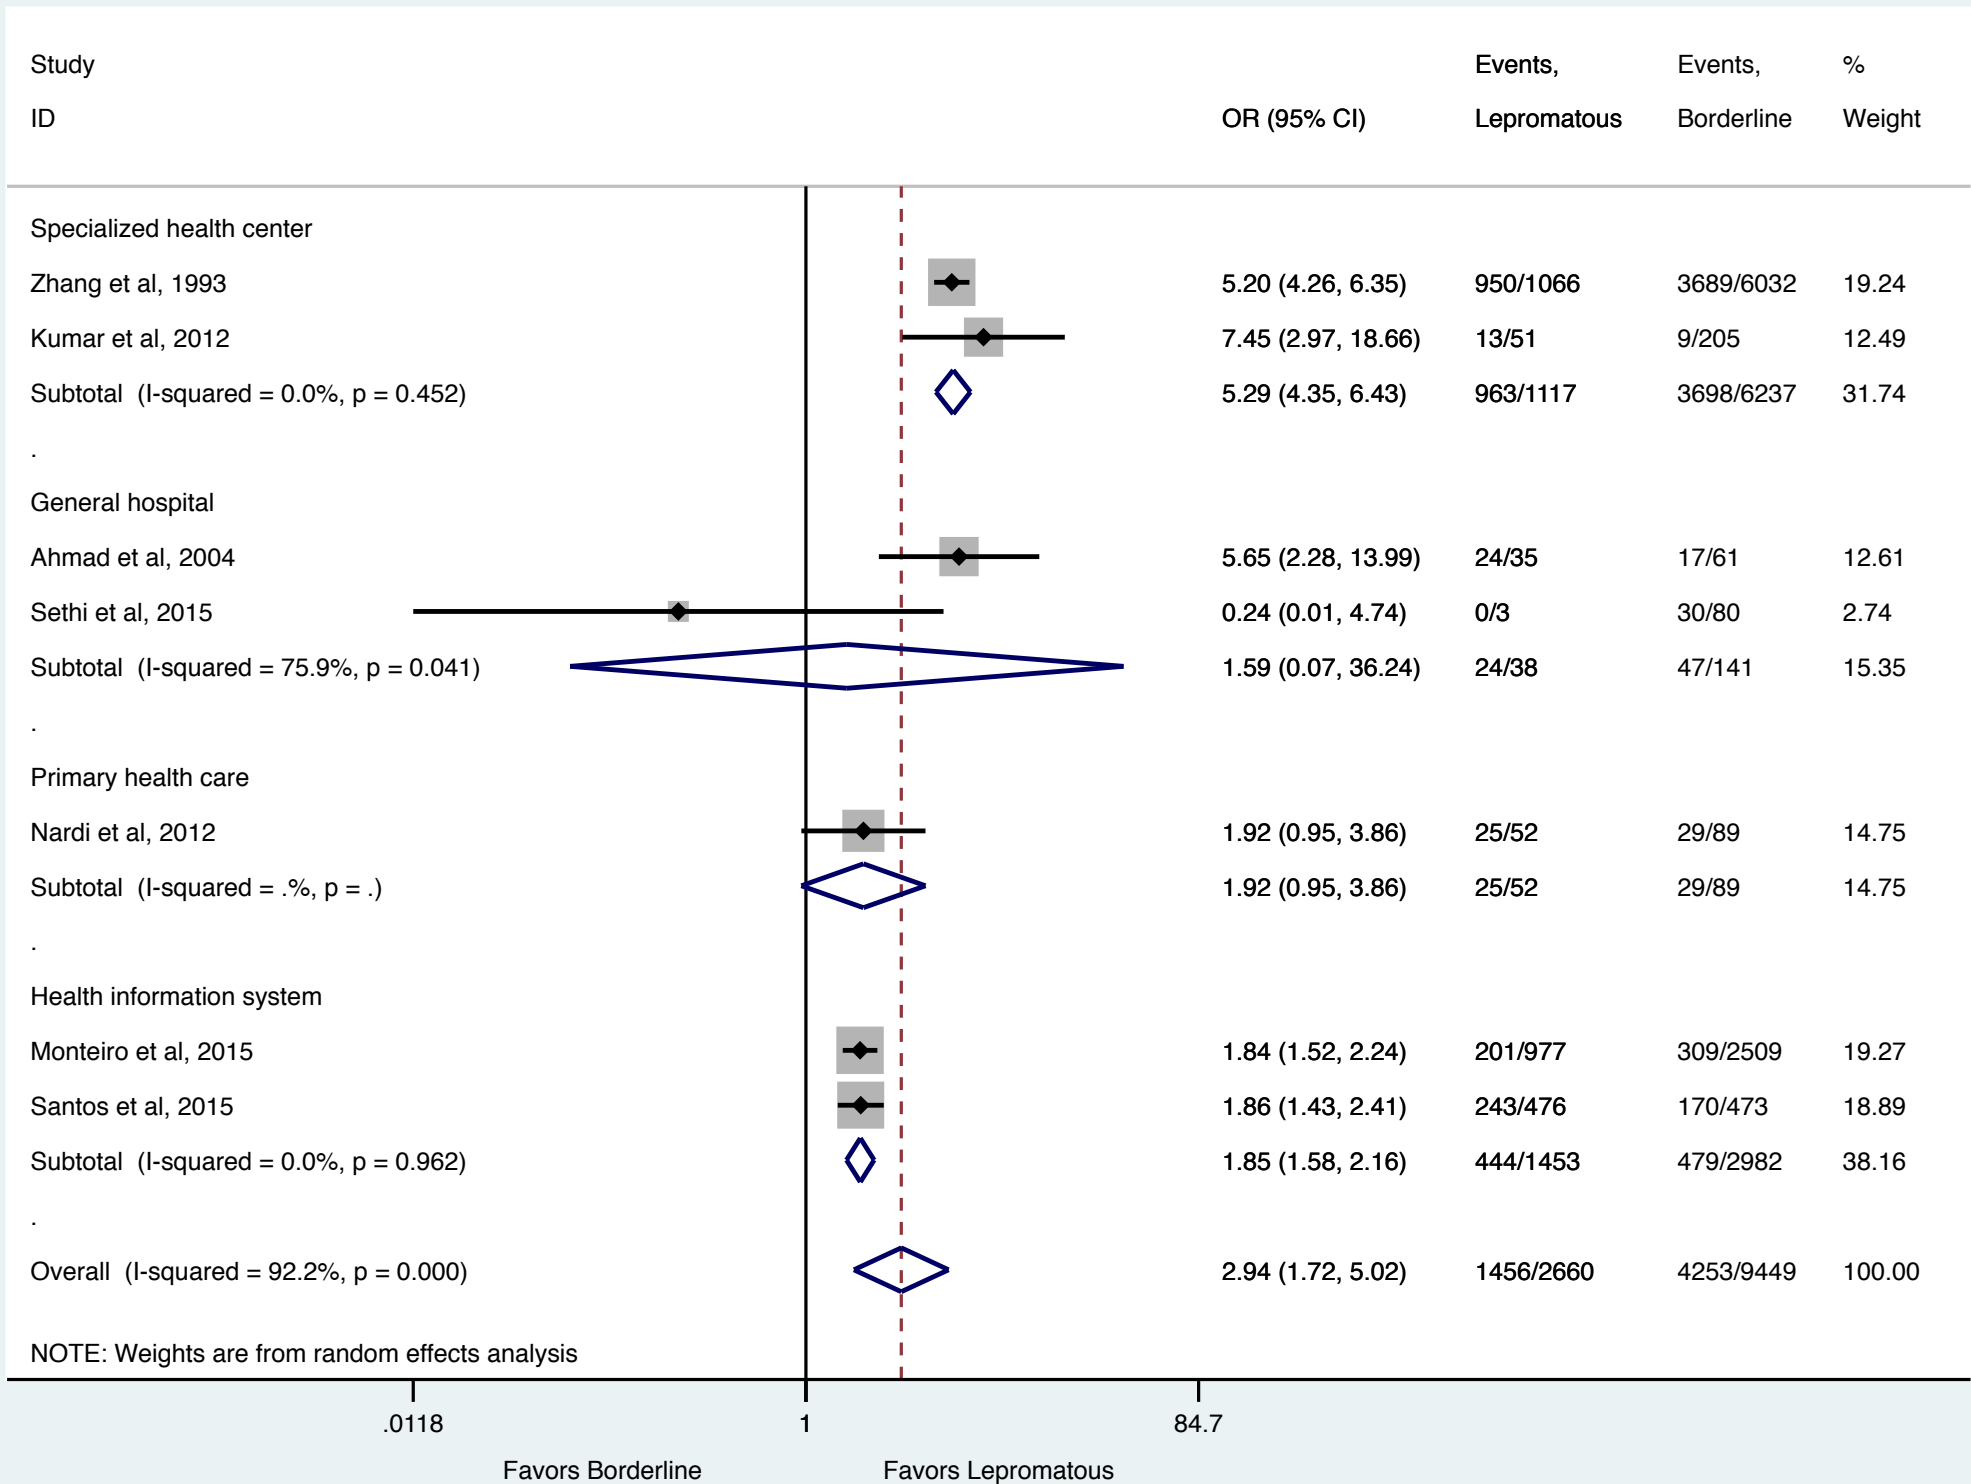 Study Events, Events, %
ID OR (95% CI) Lepromatous Borderline Weight
Specialized health center
Zhang et al, 1993 5.20 (4.26, 6.35) 950/1066 3689/6032 19.24
Kumar et al, 2012 7.45 (2.97, 18.66) 13/51 9/205 12.49
Subtotal (I-squared = 0.0%, p = 0.452) 5.29 (4.35, 6.43) 963/1117 3698/6237 31.74
.
General hospital
Ahmad et al, 2004 5.65 (2.28, 13.99) 24/35 17/61 12.61
Sethi et al, 2015 0.24 (0.01, 4.74) 0/3 30/80 2.74
Subtotal (I-squared = 75.9%, p = 0.041) 1.59 (0.07, 36.24) 24/38 47/141 15.35
.
Primary health care
Nardi et al, 2012 1.92 (0.95, 3.86) 25/52 29/89 14.75
Subtotal (I-squared = .%, p = .) 1.92 (0.95, 3.86) 25/52 29/89 14.75
.
Health information system
Monteiro et al, 2015 1.84 (1.52, 2.24) 201/977 309/2509 19.27
Santos et al, 2015 1.86 (1.43, 2.41) 243/476 170/473 18.89
Subtotal (I-squared = 0.0%, p = 0.962) 1.85 (1.58, 2.16) 444/1453 479/2982 38.16
.
Overall (I-squared = 92.2%, p = 0.000) 2.94 (1.72, 5.02) 1456/2660 4253/9449 100.00
NOTE: Weights are from random effects analysis
.0118 1 84.7
Favors Borderline Favors Lepromatous